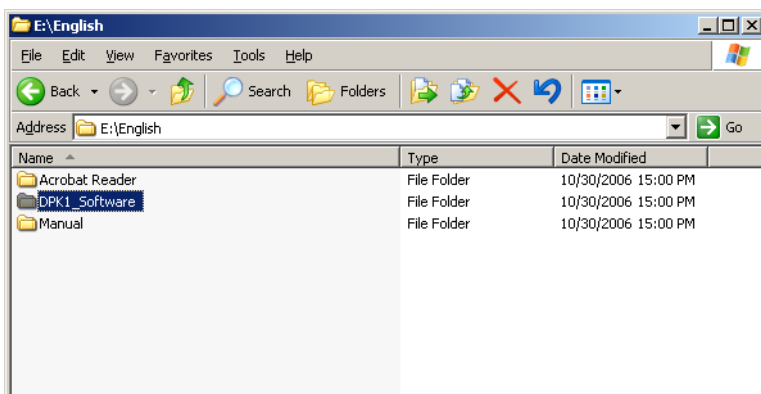 E:\English
File Edit View Favorites Tools Help
Back Search Folders
Address E:\English Go
Name Type Date Modified
Acrobat Reader File Folder 10/30/2006 15:00 PM
DPK1_Software File Folder 10/30/2006 15:00 PM
Manual File Folder 10/30/2006 15:00 PM